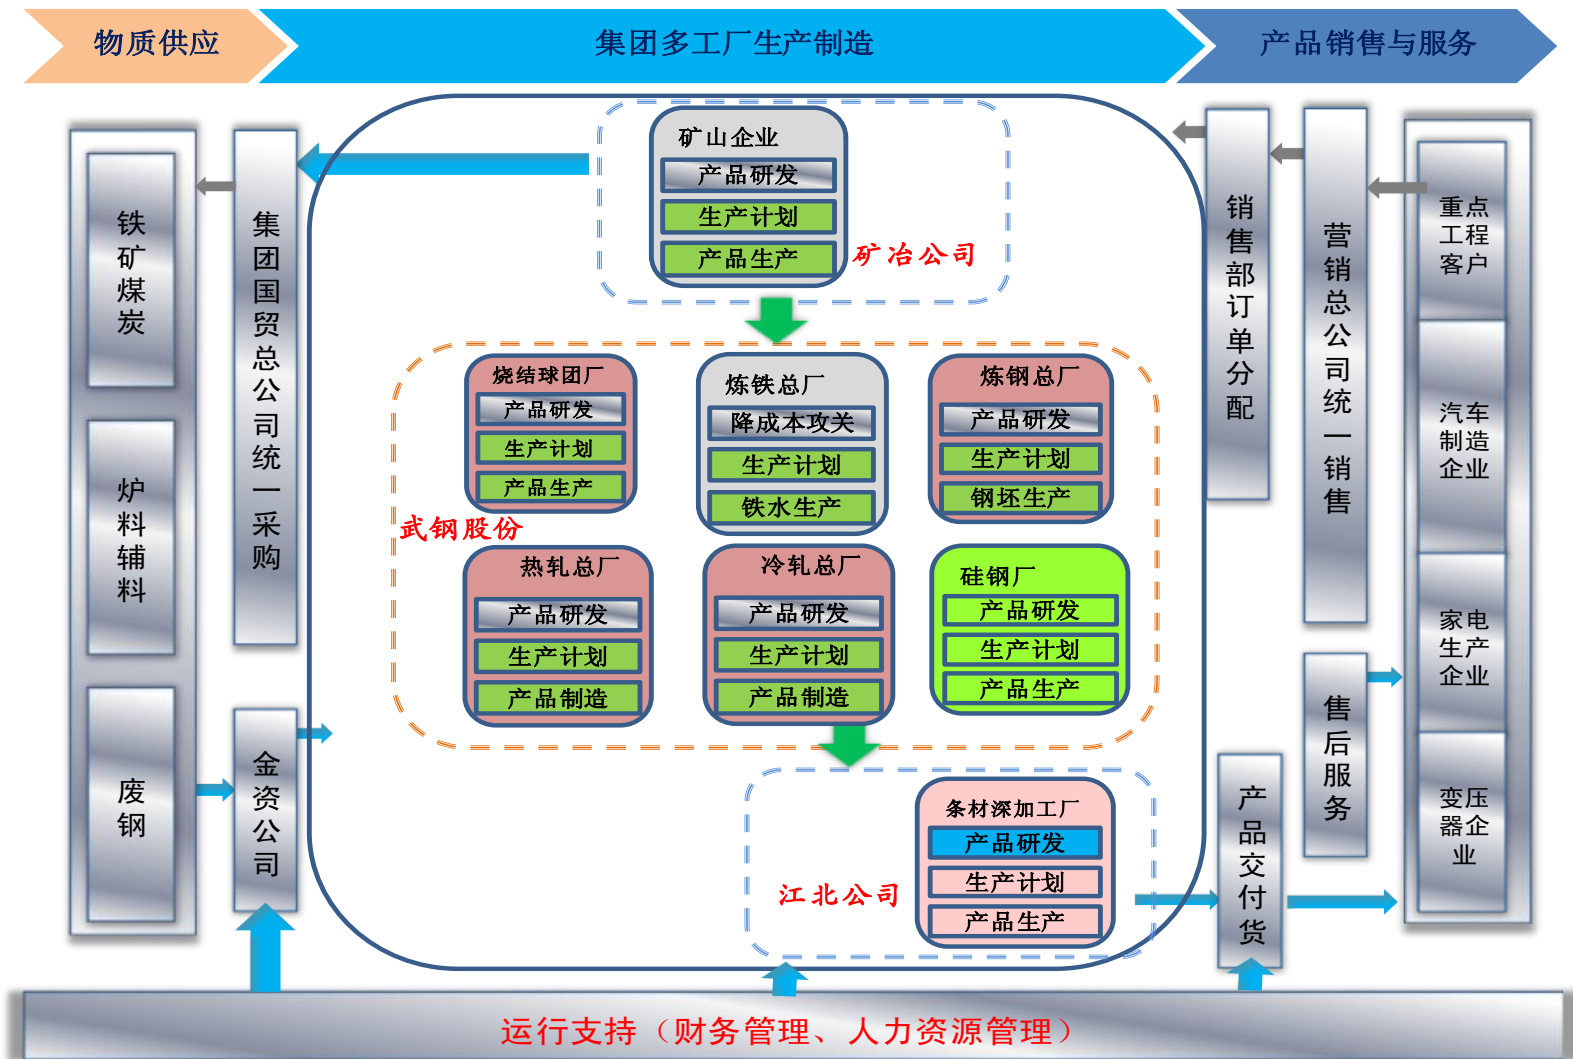 物质供应
集团多工厂生产制造
产品销售与服务
铁矿煤炭
炉料辅料
废钢
集团国贸总公司统一采购
金资公司
矿山企业
产品研发
生产计划
产品生产
矿冶公司
烧结球团厂
产品研发
生产计划
产品生产
炼铁总厂
降成本攻关
生产计划
铁水生产
炼钢总厂
产品研发
生产计划
钢坯生产
武钢股份
热轧总厂
产品研发
生产计划
产品制造
冷轧总厂
产品研发
生产计划
产品制造
硅钢厂
产品研发
生产计划
产品生产
条材深加工厂
产品研发
生产计划
产品生产
江北公司
销售部订单分配
营销总公司统一销售
售后服务
产品交付货
重点
工程
客户
汽车
制造
企业
家电
生产
企业
变压
器企
业
运行支持（财务管理、人力资源管理）